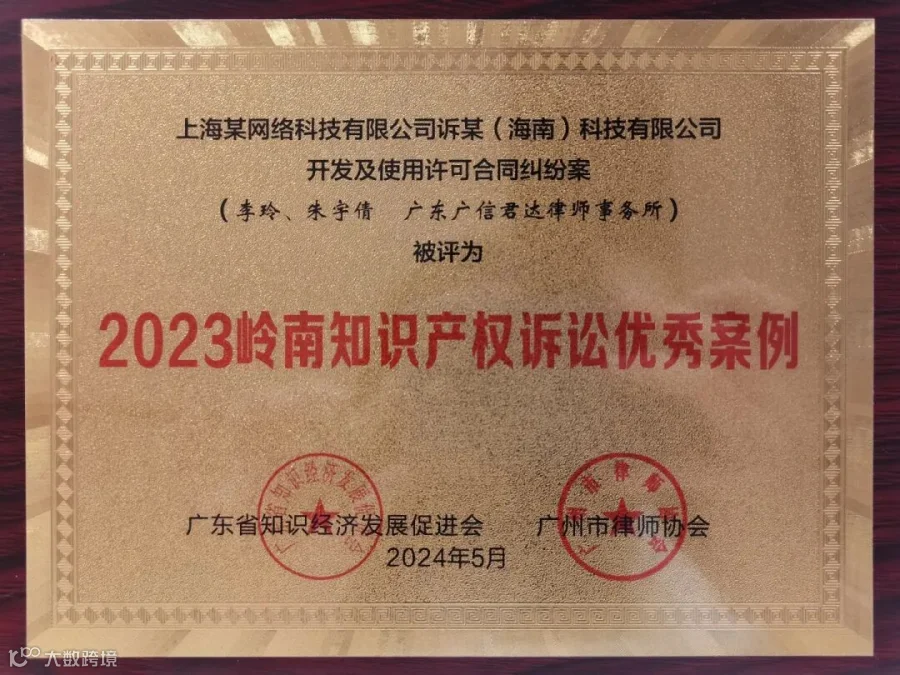 上海某网络科技有限公司诉某（海南）科技有限公司
开发及使用许可合同纠纷案
（李玲、朱宇倩 广东广信君达律师事务所）
被评为
2023岭南知识产权诉讼优秀案例
广东省知识经济发展促进会 广州市律师协会
2024年5月
大数跨境